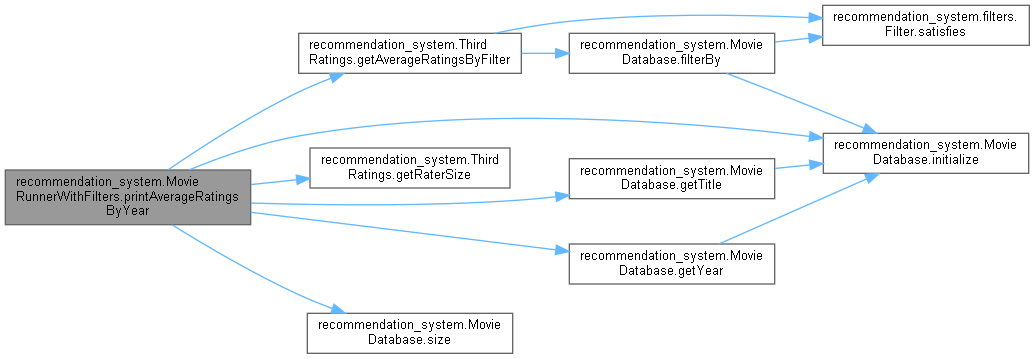 recommendation_system.Movie
RunnerWithFilters.printAverageRatings
ByYear
recommendation_system.Third
Ratings.getAverageRatingsByFilter
recommendation_system.filters.
Filter.satisfies
recommendation_system.Movie
Database.filterBy
recommendation_system.Movie
Database.initialize
recommendation_system.Third
Ratings.getRaterSize
recommendation_system.Movie
Database.getTitle
recommendation_system.Movie
Database.getYear
recommendation_system.Movie
Database.size